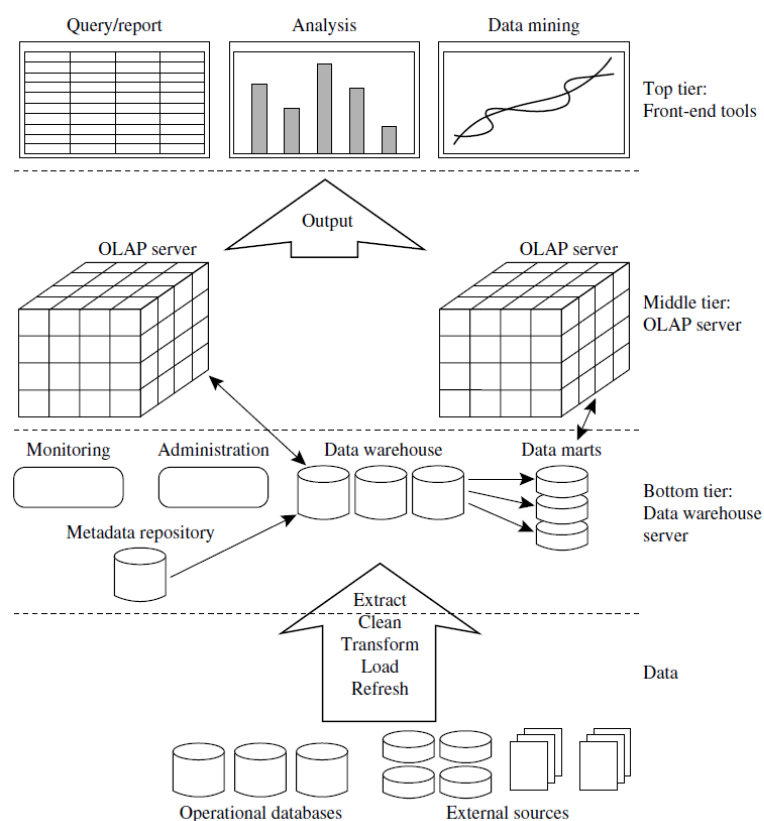 Query/report
Analysis
Data mining
Top tier:
Front-end tools
Output
OLAP server
OLAP server
Middle tier:
OLAP server
Monitoring
Administration
Data warehouse
Data marts
Bottom tier:
Data warehouse
server
Metadata repository
Extract
Clean
Transform
Load
Refresh
Data
Operational databases
External sources